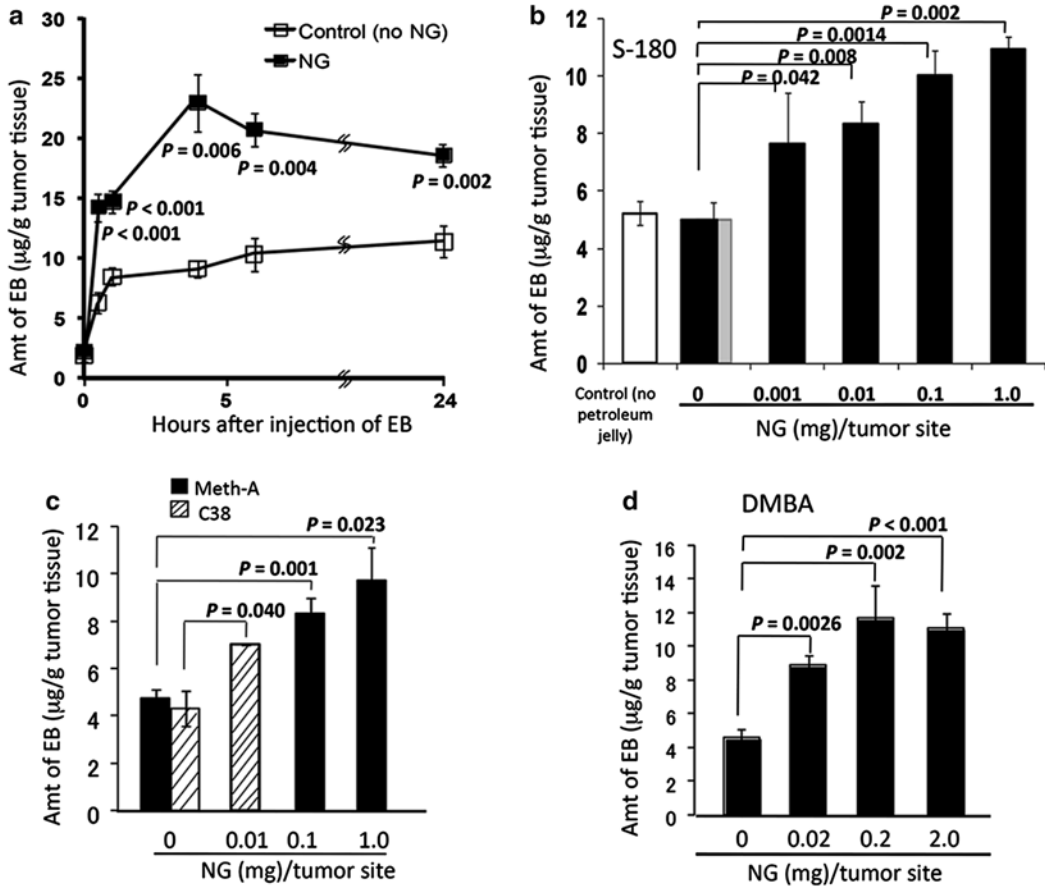 a
Amt of EB (µg/g tumor tissue)
30
25
20
15
10
5
0
Control (no NG)
NG
P = 0.006
P = 0.004
P = 0.002
P < 0.001
P < 0.001
0
5
24
Hours after injection of EB
b
S-180
Amt of EB (µg/g tumor tissue)
12
10
8
6
4
2
0
P = 0.002
P = 0.0014
P = 0.008
P = 0.042
Control (no
petroleum
jelly)
0
0.001
0.01
0.1
1.0
NG (mg)/tumor site
c
Meth-A
C38
Amt of EB (µg/g tumor tissue)
12
10
8
6
4
2
0
P = 0.023
P = 0.001
P = 0.040
0
0.01
0.1
1.0
NG (mg)/tumor site
d
DMBA
Amt of EB (µg/g tumor tissue)
16
14
12
10
8
6
4
2
0
P < 0.001
P = 0.002
P = 0.0026
0
0.02
0.2
2.0
NG (mg)/tumor site